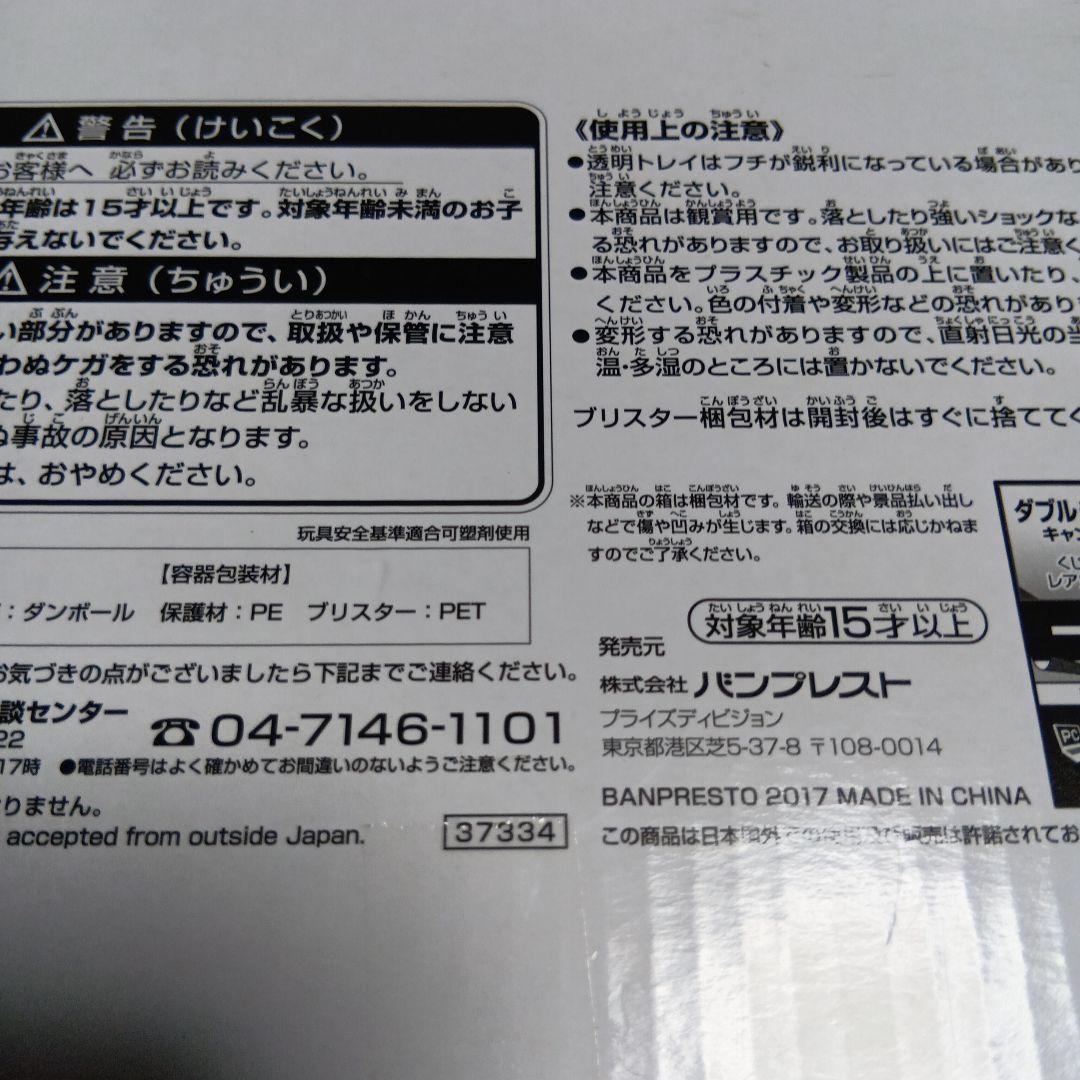 ⚠ 警告（けいこく）
お客様へ 必ずお読みください。
年齢は15才以上です。対象年齢未満のお子
与えないでください。
⚠ 注意（ちゅうい）
い部分がありますので、取扱や保管に注意
わぬケガをする恐れがあります。
たり、落としたりなど乱暴な扱いをしない
ぬ事故の原因となります。
は、おやめください。
玩具安全基準適合可塑剤使用
【容器包装材】
：ダンボール 保護材：PE ブリスター：PET
お気づきの点がございましたら下記までご連絡ください。
談センター
22
☎04-7146-1101
17時 ●電話番号はよく確かめてお間違いのないようご注意ください。
りません。
accepted from outside Japan.
37334
《使用上の注意》
●透明トレイはフチが鋭利になっている場合があり
注意ください。
●本商品は観賞用です。落としたり強いショックな
る恐れがありますので、お取り扱いにはご注意く
●本商品をプラスチック製品の上に置いたり、
ください。色の付着や変形などの恐れがあり
●変形する恐れがありますので、直射日光の当
温・多湿のところには置かないでください。
ブリスター梱包材は開封後はすぐに捨ててく
※本商品の箱は梱包材です。輸送の際や景品払い出し
などで傷や凹みが生じます。箱の交換には応じかねま
すのでご了承ください。
対象年齢15才以上
発売元
株式会社 バンプレスト
プライズディビジョン
東京都港区芝5-37-8 〒108-0014
BANPRESTO 2017 MADE IN CHINA
この商品は日本国外での販売は許諾されてお
ダブル
キャン
くじ
レア
PC